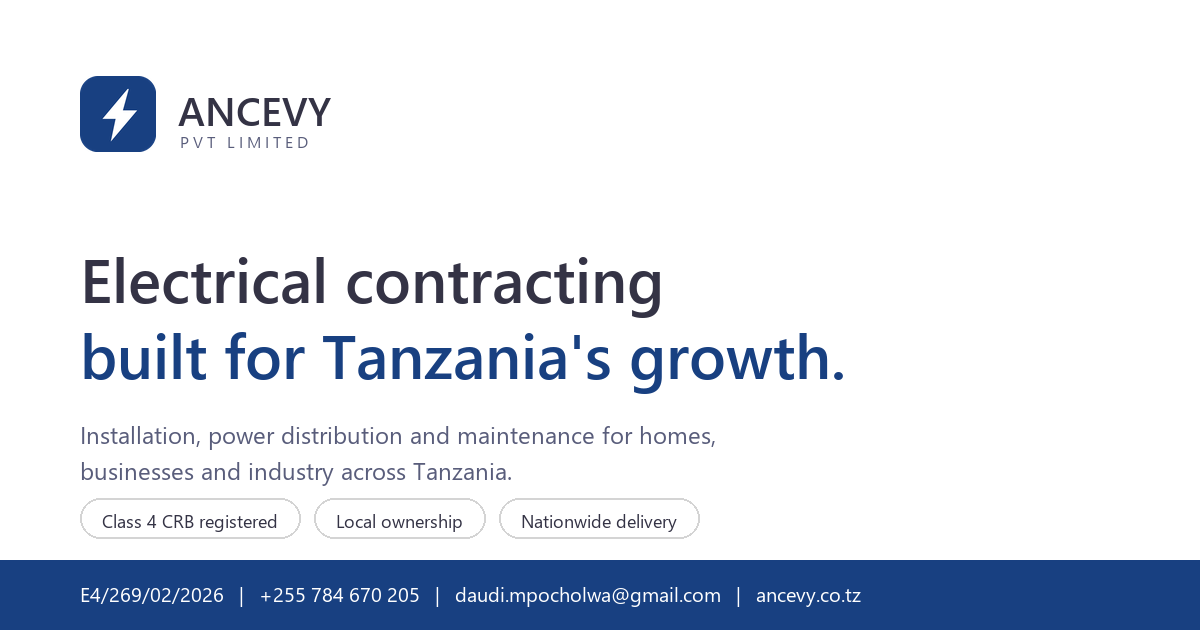 ANCEVY
PVT LIMITED
Electrical contracting
built for Tanzania's growth.
Installation, power distribution and maintenance for homes,
businesses and industry across Tanzania.
Class 4 CRB registered
Local ownership
Nationwide delivery
E4/269/02/2026 | +255 784 670 205 | daudi.mpocholwa@gmail.com | ancevy.co.tz